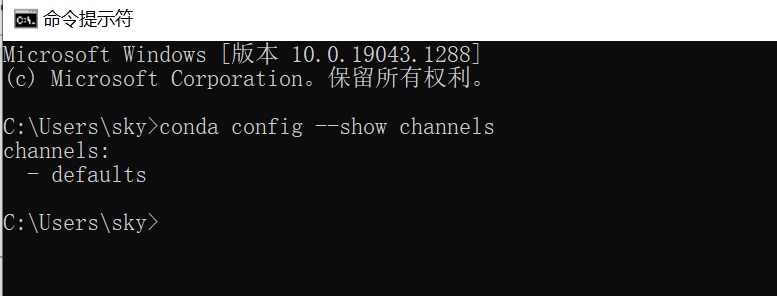 命令提示符
Microsoft Windows [版本 10.0.19043.1288]
(c) Microsoft Corporation。保留所有权利。
C:\Users\sky>conda config --show channels
channels:
  - defaults
C:\Users\sky>